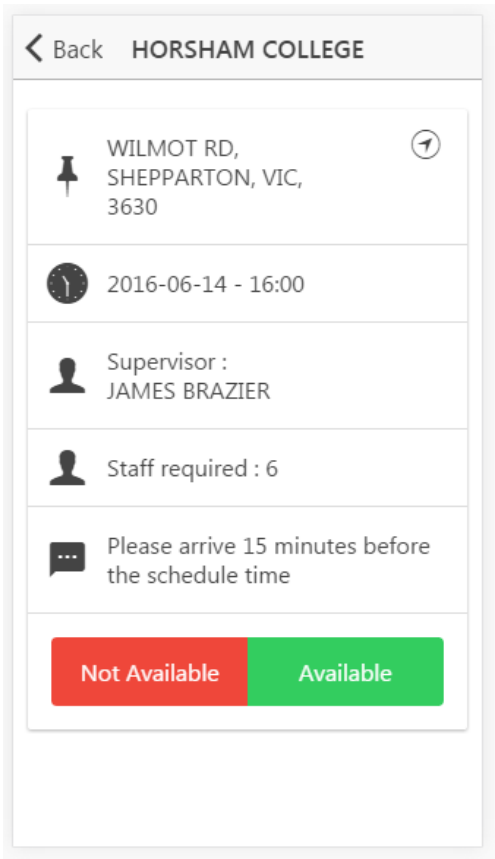 Back HORSHAM COLLEGE
WILMOT RD,
SHEPPARTON, VIC,
3630
2016-06-14 - 16:00
Supervisor :
JAMES BRAZIER
Staff required : 6
Please arrive 15 minutes before
the schedule time
Not Available Available